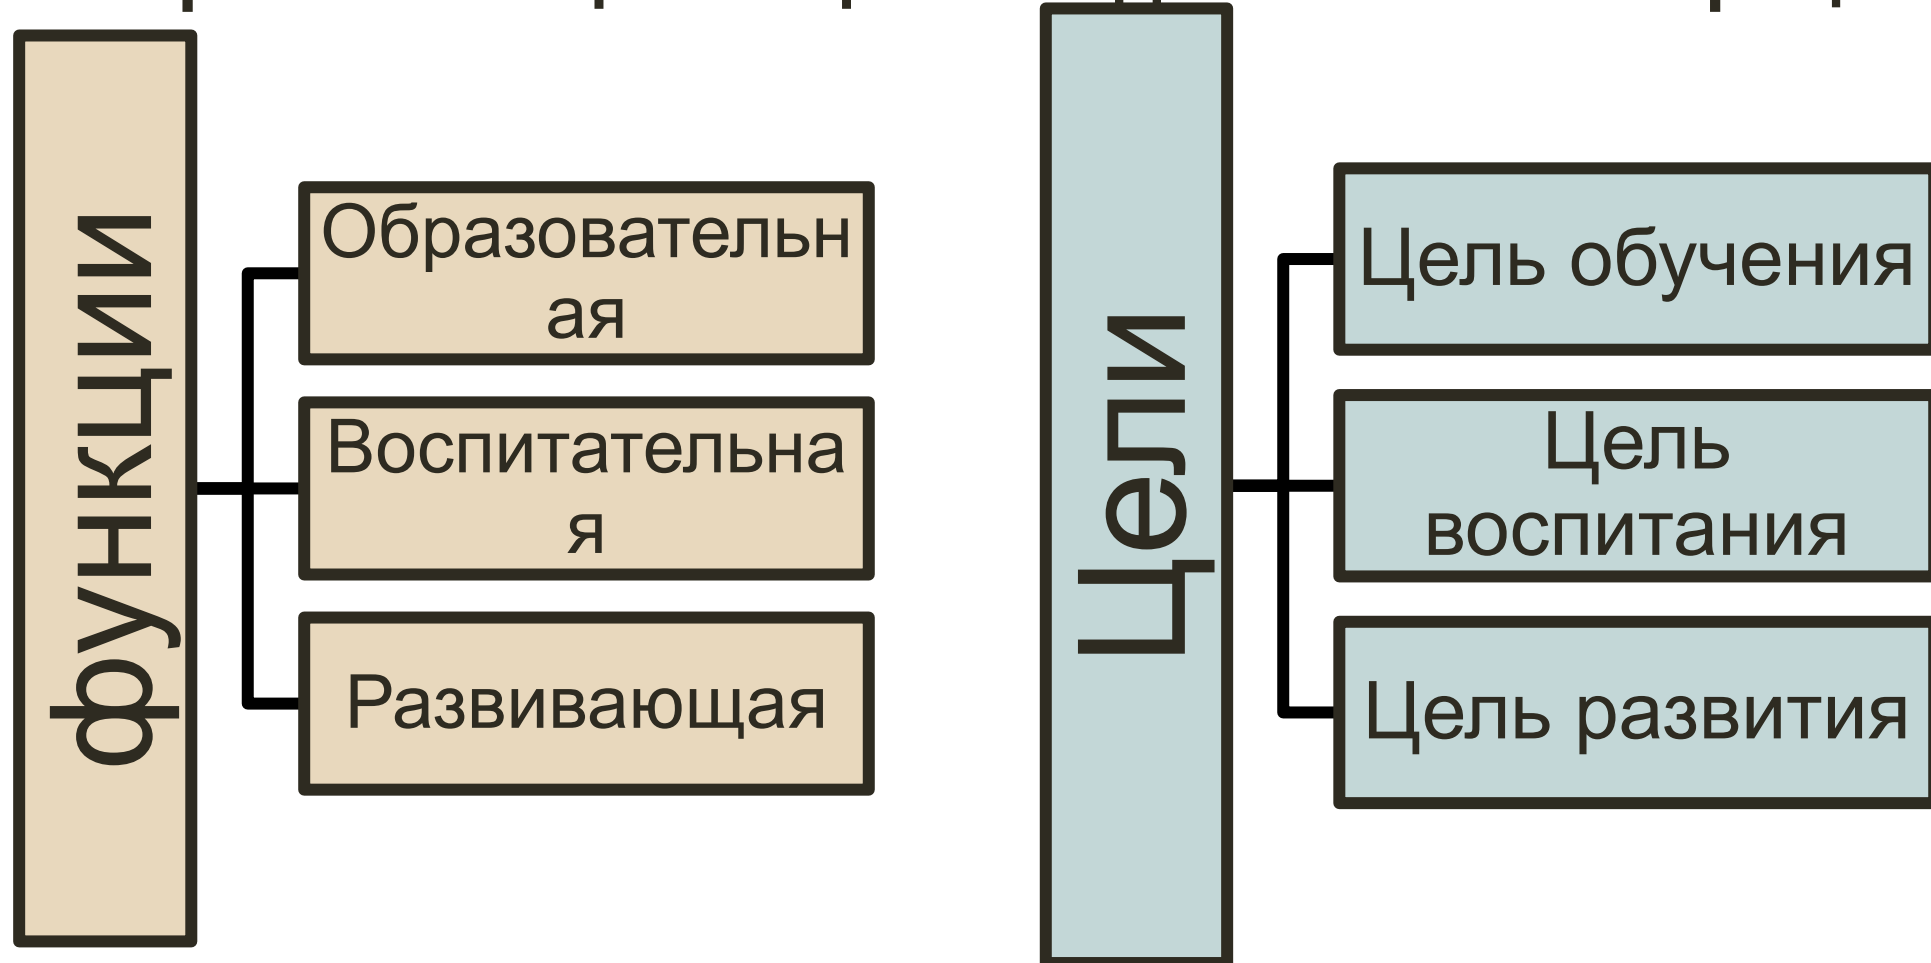 функции
Образовательн
ая
Воспитательна
я
Развивающая
Цели
Цель обучения
Цель
воспитания
Цель развития